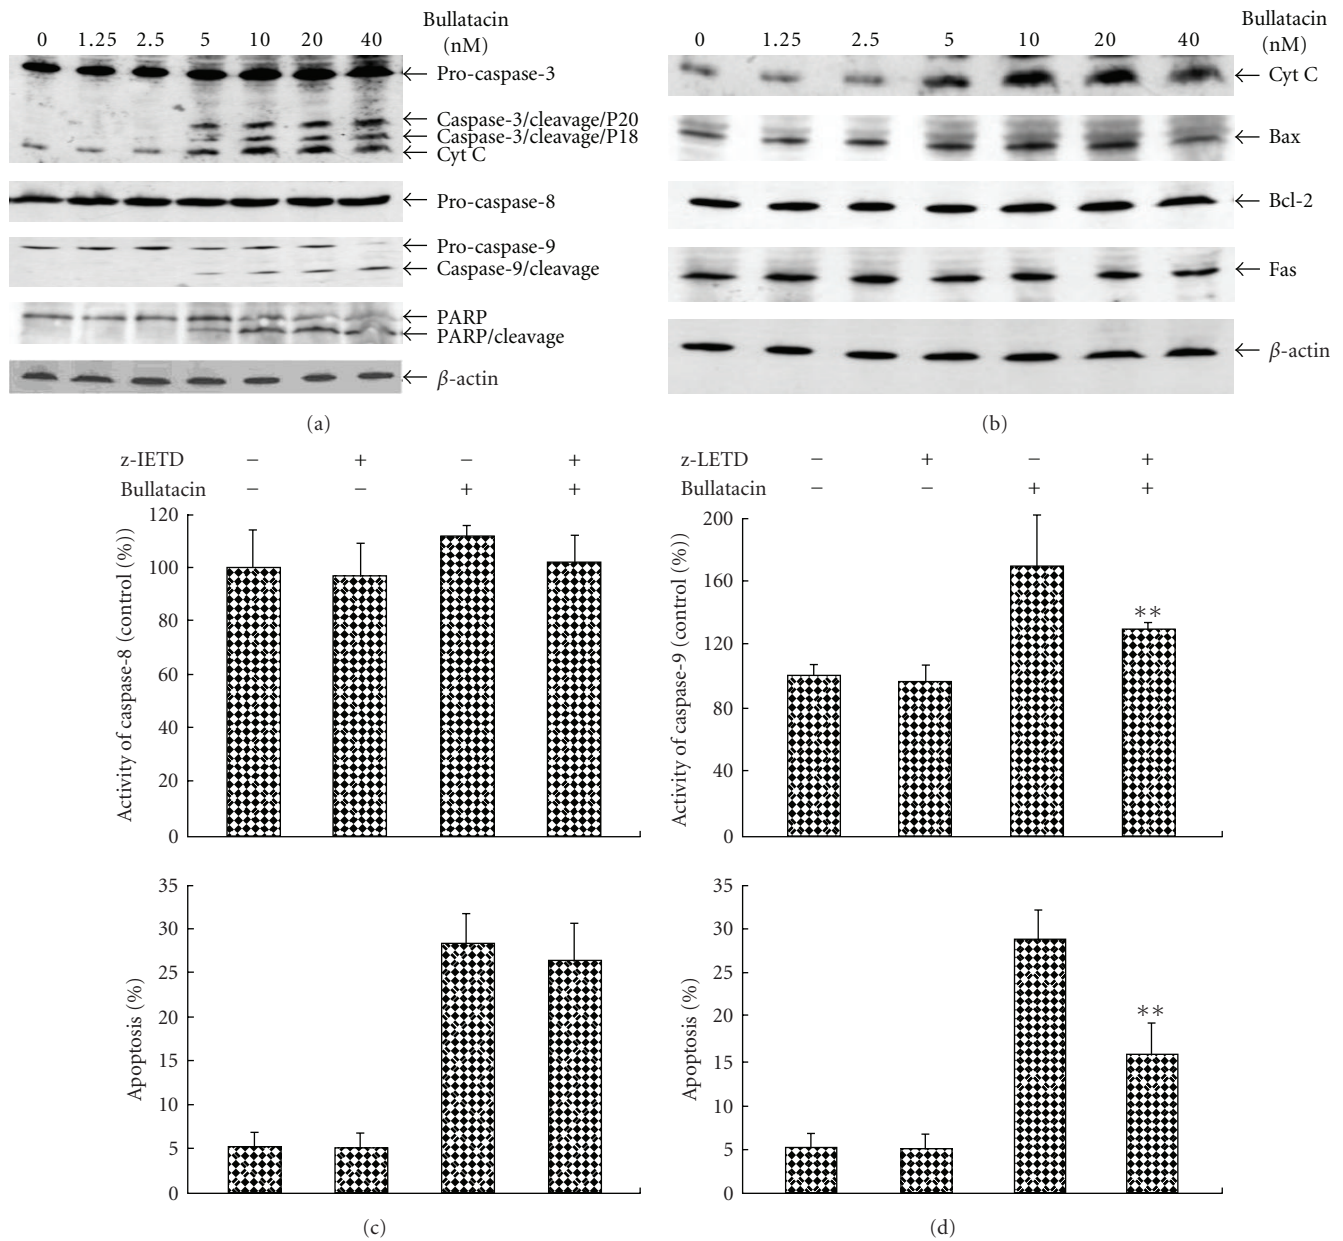 Bullatacin
(nM)
0 1.25 2.5 5 10 20 40
Pro-caspase-3
Caspase-3/cleavage/P20
Caspase-3/cleavage/P18
Cyt C
Pro-caspase-8
Pro-caspase-9
Caspase-9/cleavage
PARP
PARP/cleavage
β-actin
(a)
Bullatacin
(nM)
0 1.25 2.5 5 10 20 40
Cyt C
Bax
Bcl-2
Fas
β-actin
(b)
z-IETD − + − +
Bullatacin − − + +
Activity of caspase-8 (control (%))
120
100
80
60
40
20
0
Apoptosis (%)
35
30
25
20
15
10
5
0
(c)
z-LETD − + − +
Bullatacin − − + +
Activity of caspase-9 (control (%))
200
160
120
80
40
0
**
Apoptosis (%)
35
30
25
20
15
10
5
0
**
(d)